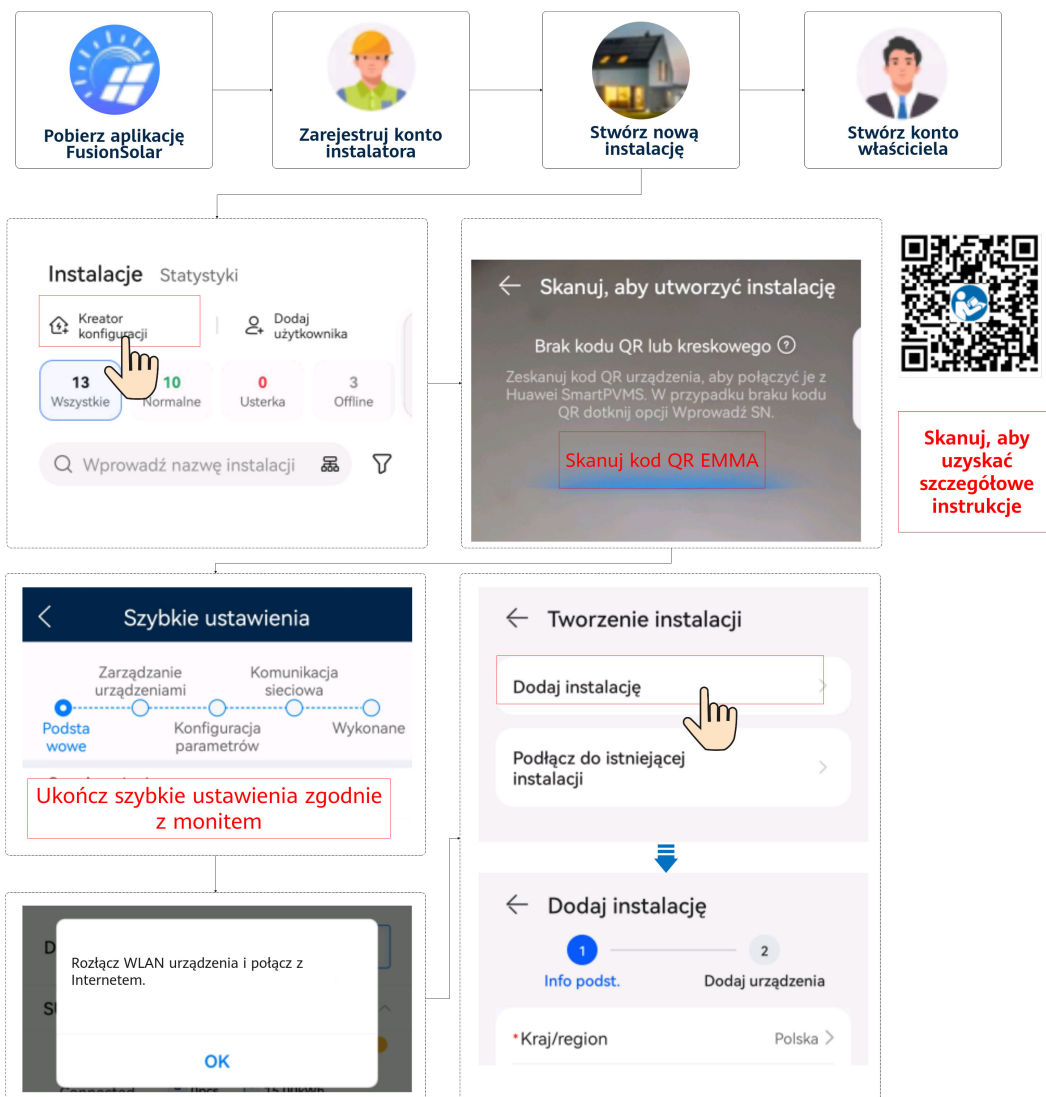 Pobierz aplikację
FusionSolar
Zarejestruj konto
instalatora
Stwórz nową
instalację
Stwórz konto
właściciela
Instalacje Statystyki
Kreator
konfiguracji
Dodaj
użytkownika
13
Wszystkie
10
Normalne
0
Usterka
3
Offline
Wprowadź nazwę instalacji
Skanuj, aby utworzyć instalację
Brak kodu QR lub kreskowego
Zeskanuj kod QR urządzenia, aby połączyć je z
Huawei SmartPVMS. W przypadku braku kodu
QR dotknij opcji Wprowadź SN.
Skanuj kod QR EMMA
Skanuj, aby
uzyskać
szczegółowe
instrukcje
Szybkie ustawienia
Zarządzanie
urządzeniami
Komunikacja
sieciowa
Podsta
wowe
Konfiguracja
parametrów
Wykonane
Ukończ szybkie ustawienia zgodnie
z monitem
Rozłącz WLAN urządzenia i połącz z
Internetem.
OK
Tworzenie instalacji
Dodaj instalację
Podłącz do istniejącej
instalacji
Dodaj instalację
1
Info podst.
2
Dodaj urządzenia
*Kraj/region
Polska